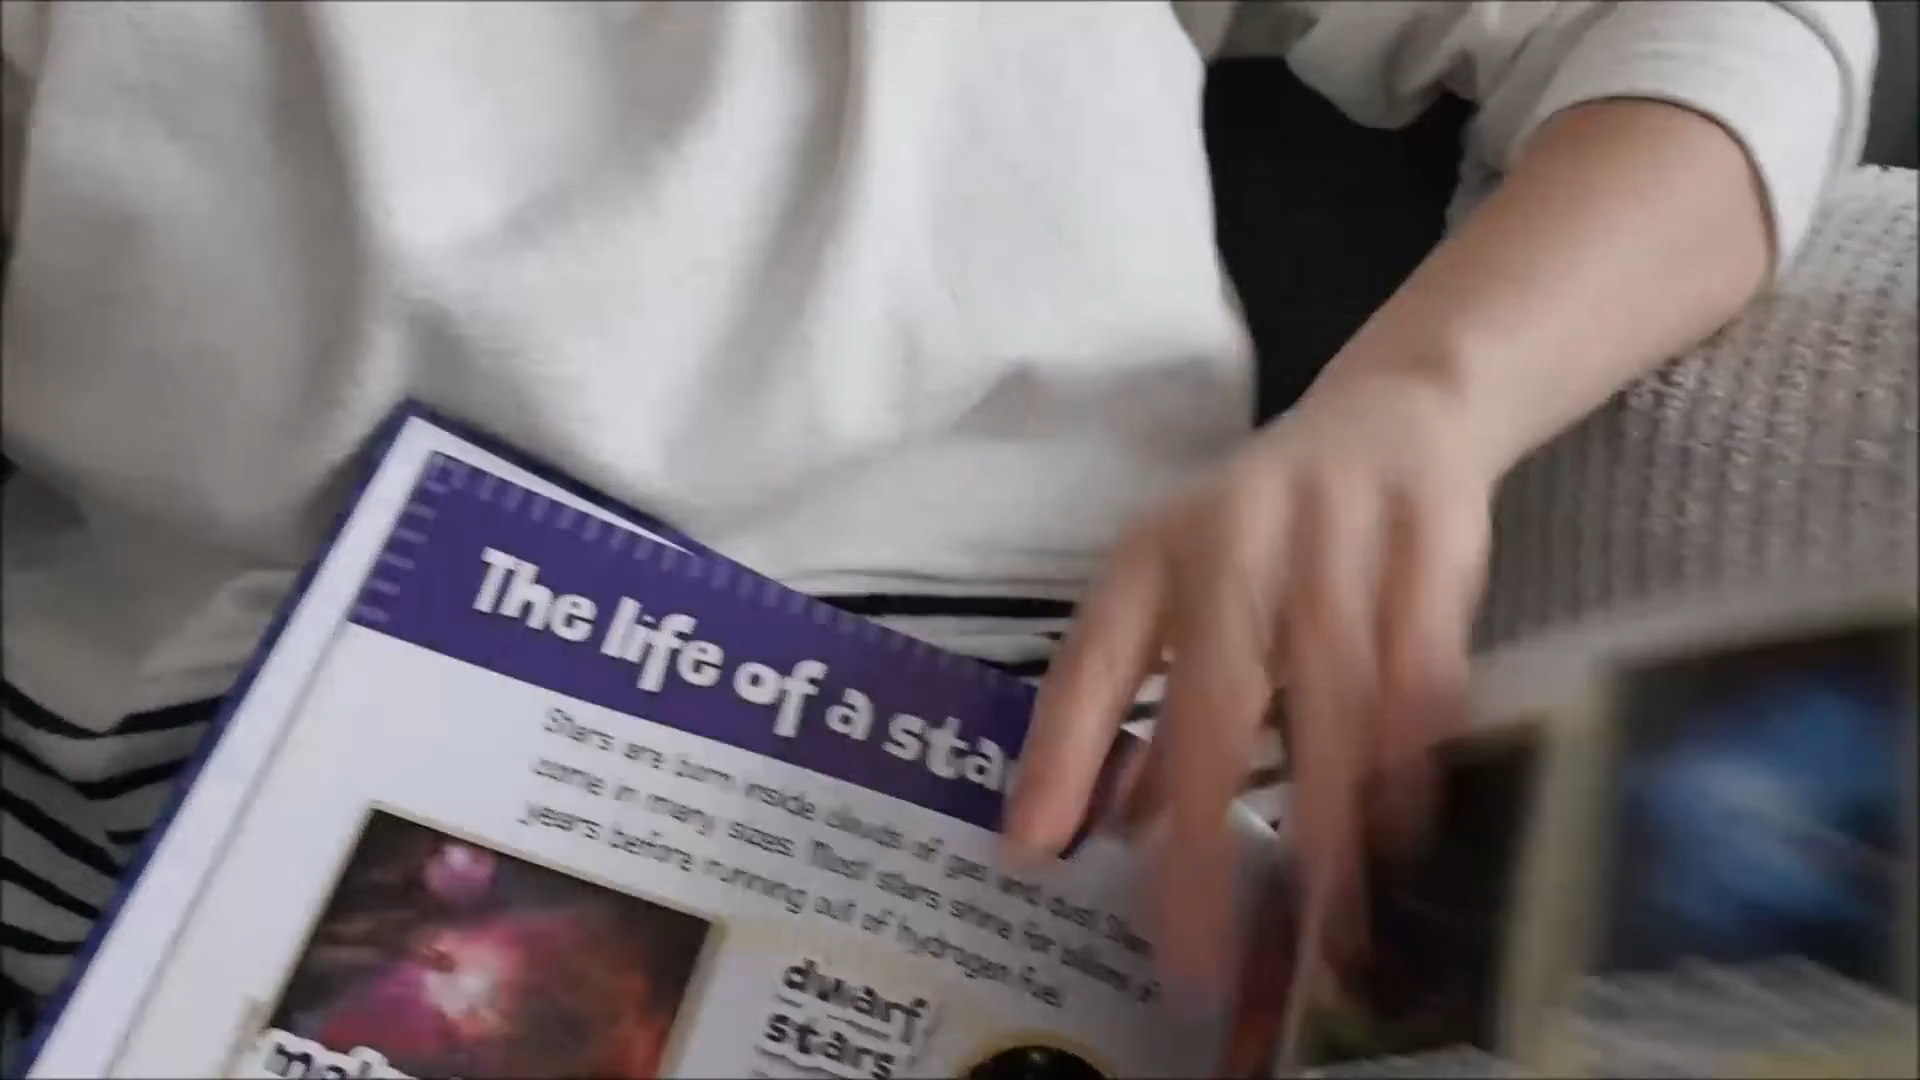 The life of a sta
Stars are born inside clouds of gas and dust. Stars
come in many sizes. Most stars shine for billions of
years before running out of hydrogen fuel.
dwarf
stars